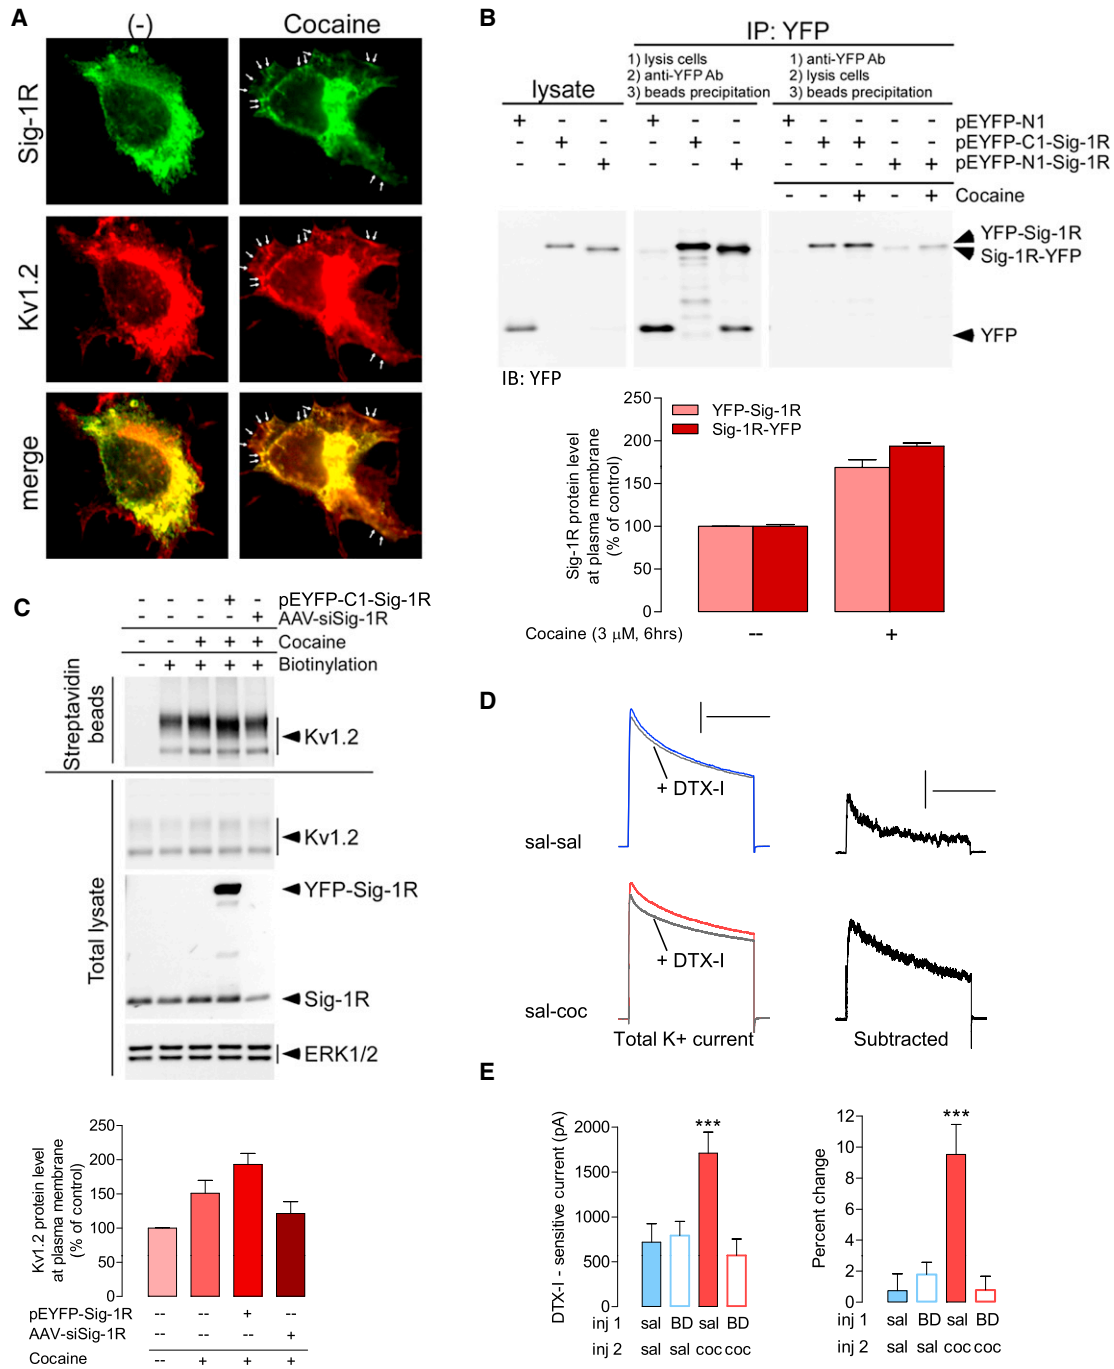 A
(-)
Cocaine
Sig-1R
Kv1.2
merge
B
IP: YFP
lysate
1) lysis cells
2) anti-YFP Ab
3) beads precipitation
1) anti-YFP Ab
2) lysis cells
3) beads precipitation
+ - - + - - + - - - - pEYFP-N1
- + - - + - - + + - - pEYFP-C1-Sig-1R
- - + - - + - - - + + pEYFP-N1-Sig-1R
- - + - + Cocaine
YFP-Sig-1R
Sig-1R-YFP
YFP
IB: YFP
Sig-1R protein level
at plasma membrane
(% of control)
250
200
150
100
50
0
YFP-Sig-1R
Sig-1R-YFP
Cocaine (3 µM, 6hrs) -- +
C
- - - + - pEYFP-C1-Sig-1R
- - - - + AAV-siSig-1R
- - + + + Cocaine
- + + + + Biotinylation
Streptavidin
beads
Kv1.2
Total lysate
Kv1.2
YFP-Sig-1R
Sig-1R
ERK1/2
Kv1.2 protein level
at plasma membrane
(% of control)
250
200
150
100
50
0
pEYFP-Sig-1R -- -- + --
AAV-siSig-1R -- -- -- +
Cocaine -- + + +
D
+ DTX-I
sal-sal
+ DTX-I
sal-coc
Total K+ current
Subtracted
E
DTX-I - sensitive current (pA)
2000
1500
1000
500
0
***
inj 1 sal BD sal BD
inj 2 sal sal coc coc
Percent change
12
10
8
6
4
2
0
***
inj 1 sal BD sal BD
inj 2 sal sal coc coc